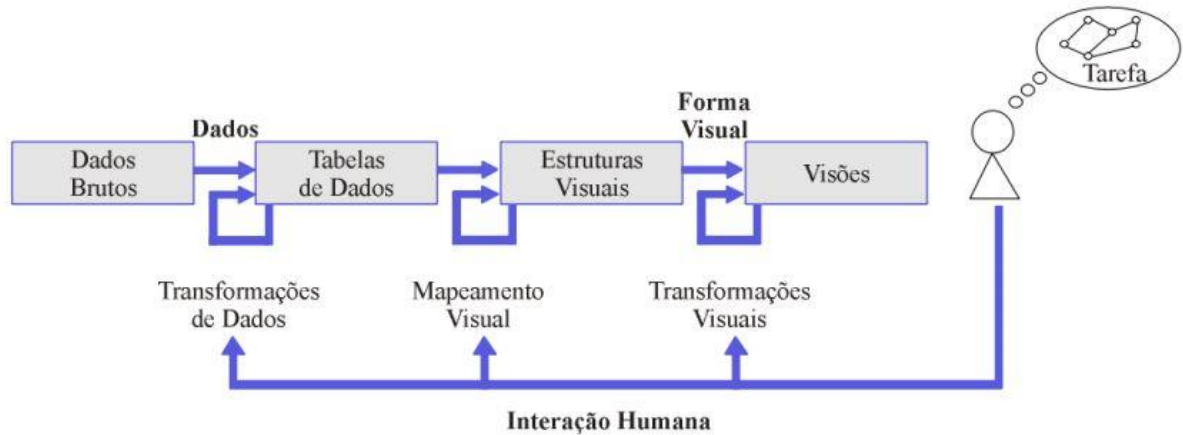 Tarefa
Forma
Visual
Dados
Dados
Brutos
Tabelas
de Dados
Estruturas
Visuais
Visões
Transformações
de Dados
Mapeamento
Visual
Transformações
Visuais
Interação Humana